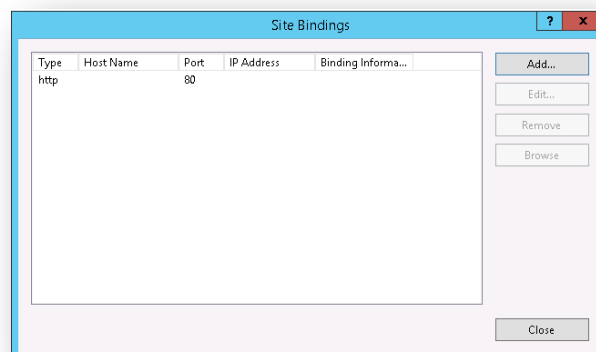 Site Bindings
? x
Type Host Name Port IP Address Binding Informa...
http 80
Add...
Edit...
Remove
Browse
Close